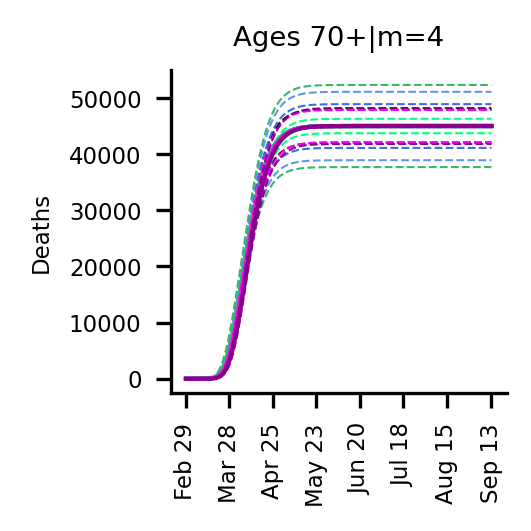 Ages 70+|m=4
Deaths
50000
40000
30000
20000
10000
0
Feb 29
Mar 28
Apr 25
May 23
Jun 20
Jul 18
Aug 15
Sep 13